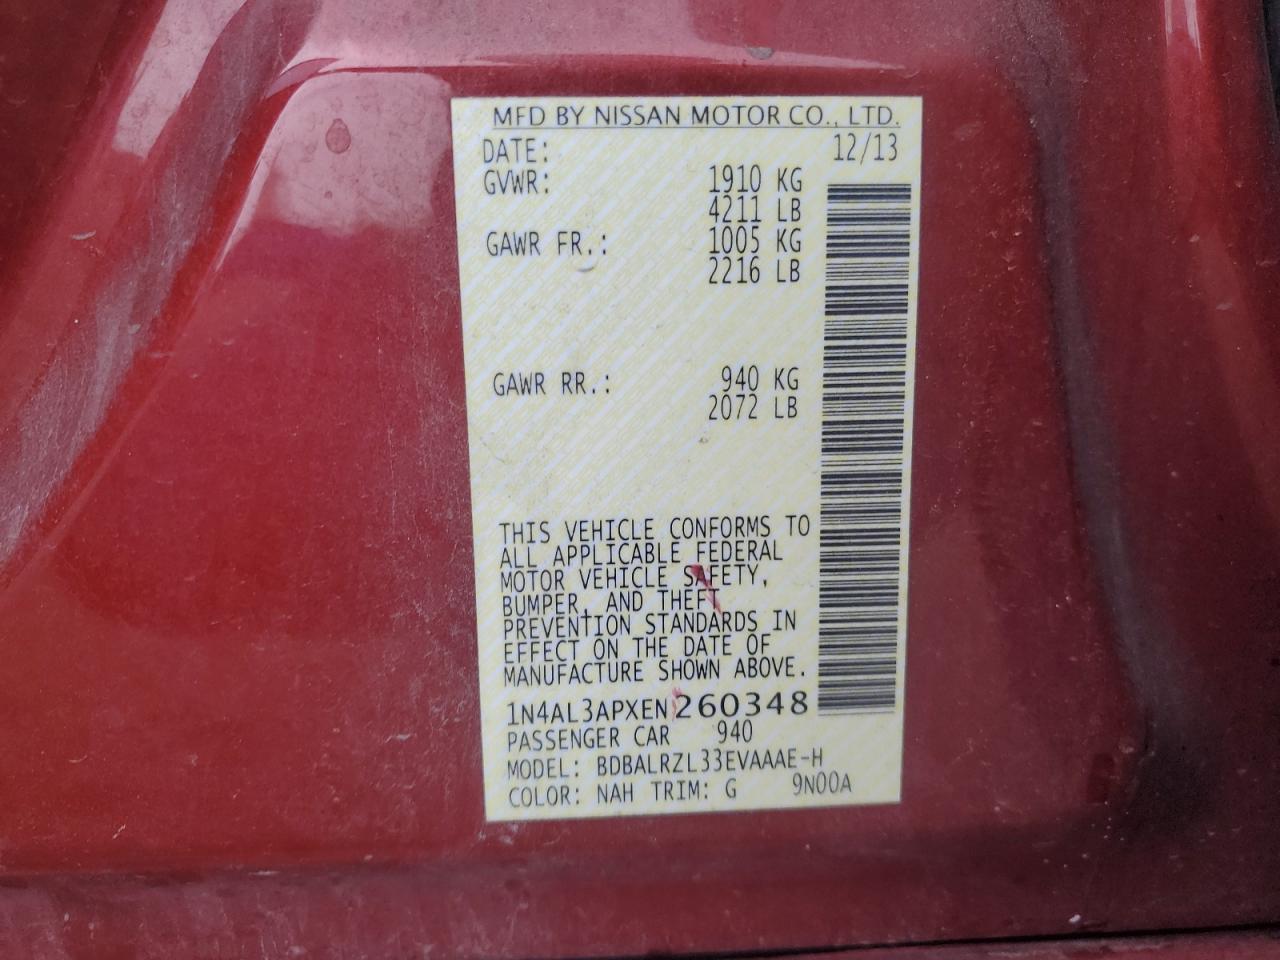 MFD BY NISSAN MOTOR CO., LTD.
DATE: 12/13
GVWR: 1910 KG
4211 LB
GAWR FR.: 1005 KG
2216 LB
GAWR RR.: 940 KG
2072 LB
THIS VEHICLE CONFORMS TO
ALL APPLICABLE FEDERAL
MOTOR VEHICLE SAFETY,
BUMPER, AND THEFT
PREVENTION STANDARDS IN
EFFECT ON THE DATE OF
MANUFACTURE SHOWN ABOVE.
1N4AL3APXEN260348
PASSENGER CAR 940
MODEL: BDBALRZL33EVAAAE-H
COLOR: NAH TRIM: G 9N00A